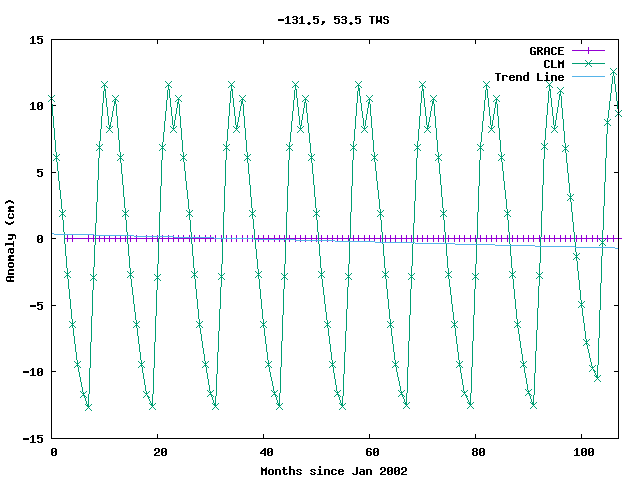 -131.5, 53.5 TWS
GRACE
CLM
Trend Line
15
10
5
0
-5
-10
-15
Anomaly (cm)
0 20 40 60 80 100
Months since Jan 2002